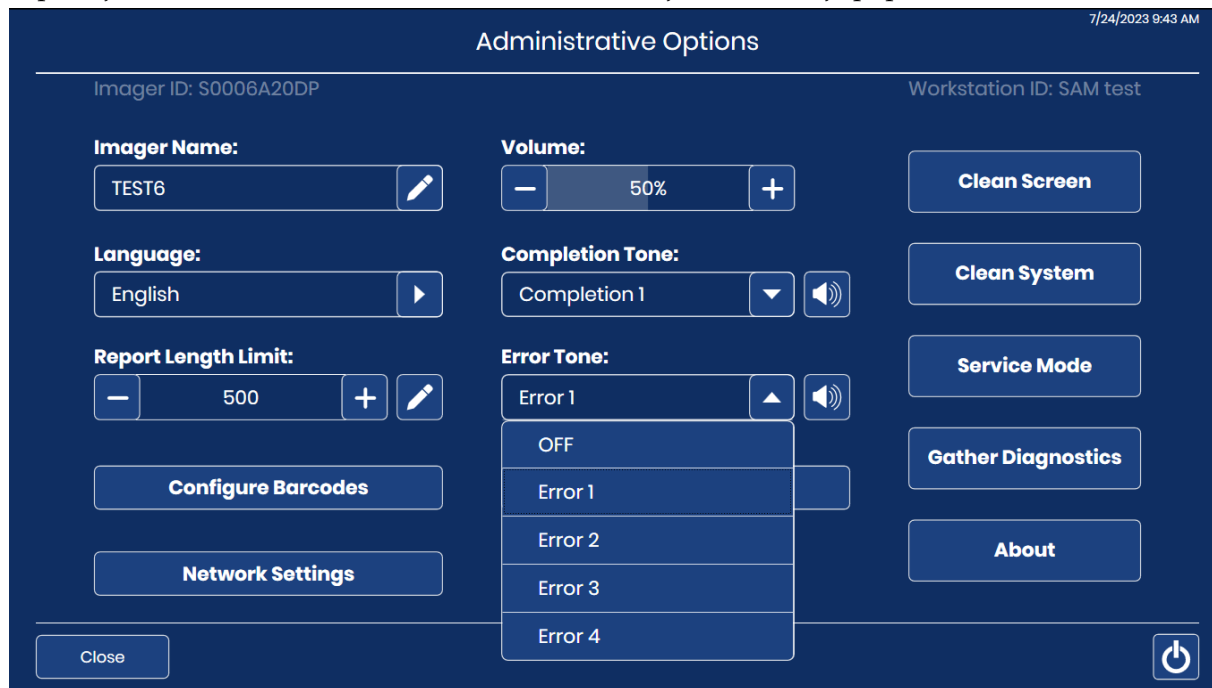 7/24/2023 9:43 AM
Administrative Options
Imager ID: S0006A20DP
Workstation ID: SAM test
Imager Name:
TEST6
Volume:
50%
Clean Screen
Language:
English
Completion Tone:
Completion 1
Clean System
Report Length Limit:
500
Error Tone:
Error 1
Service Mode
OFF
Error 1
Error 2
Error 3
Error 4
Configure Barcodes
Gather Diagnostics
Network Settings
About
Close